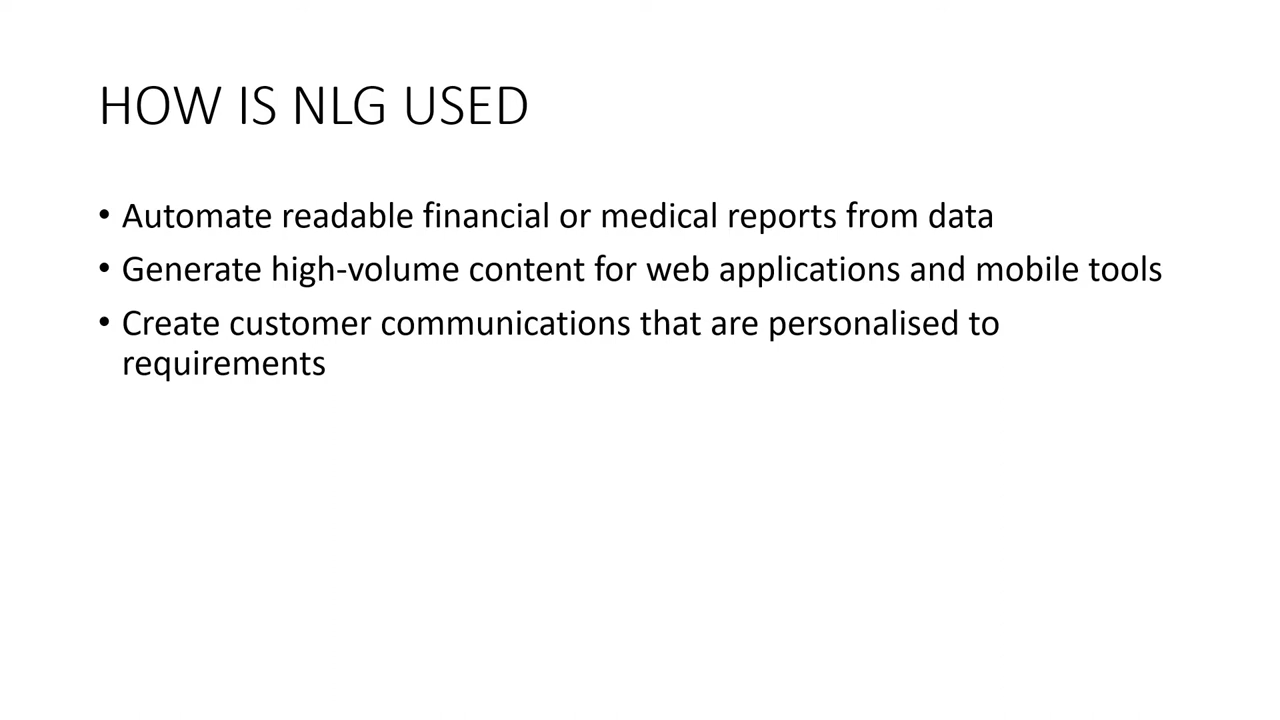 HOW IS NLG USED
• Automate readable financial or medical reports from data
• Generate high-volume content for web applications and mobile tools
• Create customer communications that are personalised to
requirements